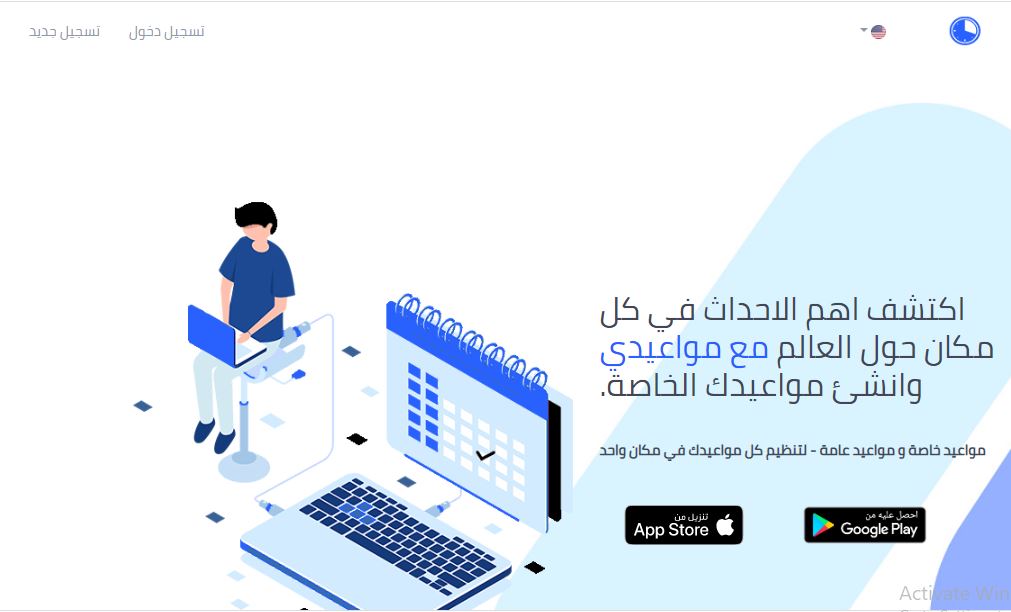 تسجيل دخول
تسجيل جديد
اكتشف اهم الاحداث في كل
مكان حول العالم مع مواعيدي
وانشئ مواعيدك الخاصة.
مواعيد خاصة و مواعيد عامة - لتنظيم كل مواعيدك في مكان واحد
احصل عليه من
Google Play
تنزيل من
App Store
Activate Win